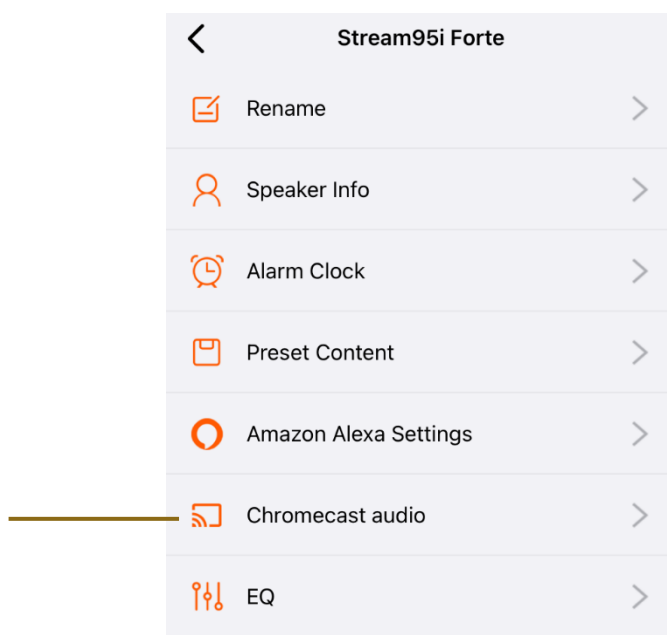 Stream95i Forte
Rename
Speaker Info
Alarm Clock
Preset Content
Amazon Alexa Settings
Chromecast audio
EQ